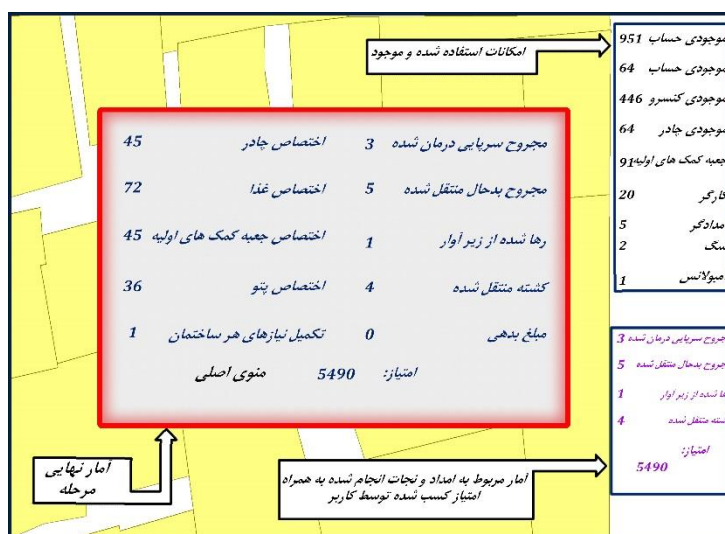 امکانات استفاده شده و موجود
موجودی حساب 951
موجودی حساب 64
موجودی کنسرو 446
موجودی چادر 64
جعبه کمک های اولیه 91
کارگر 20
امدادگر 5
سگ 2
امبولانس 1
مجروح سرپایی درمان شده 3 اختصاص چادر 45
مجروح بدحال منتقل شده 5 اختصاص غذا 72
رها شده از زیر آوار 1 اختصاص جعبه کمک های اولیه 45
کشته منتقل شده 4 اختصاص پتو 36
مبلغ بدهی 0 تکمیل نیازهای هر ساختمان 1
امتیاز: 5490 منوی اصلی
مجروح سرپایی درمان شده 3
مجروح بدحال منتقل شده 5
رها شده از زیر اوار 1
کشته منتقل شده 4
امتیاز:
5490
آمار نهایی
مرحله
آمار مربوط به امداد و نجات انجام شده به همراه
امتیاز کسب شده توسط کاربر